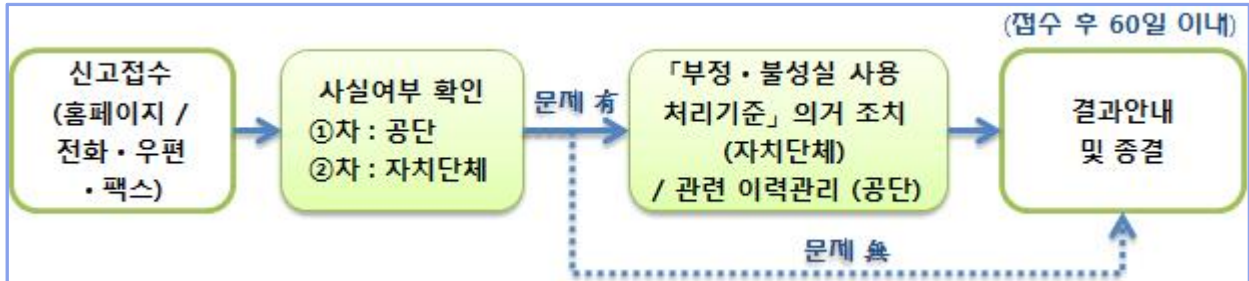 (접수 후 60일 이내)
신고접수
(홈페이지 /
전화・우편
・팩스)
사실여부 확인
①차 : 공단
②차 : 자치단체
문제 有
「부정・불성실 사용
처리기준」의거 조치
(자치단체)
/ 관련 이력관리 (공단)
결과안내
및 종결
문제 無